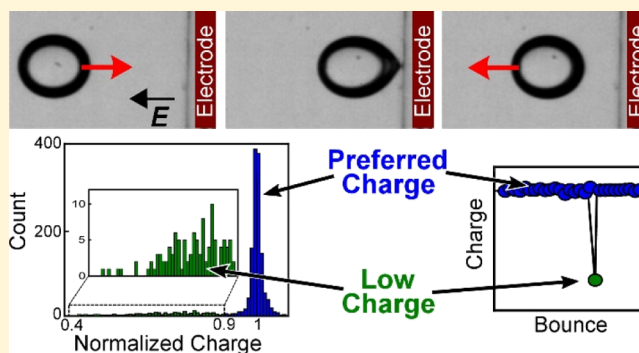 Electrode
Electrode
Electrode
E
400
200
0
Count
10
5
0
0.4
0.9
1
Normalized Charge
Preferred
Charge
Low
Charge
Charge
Bounce